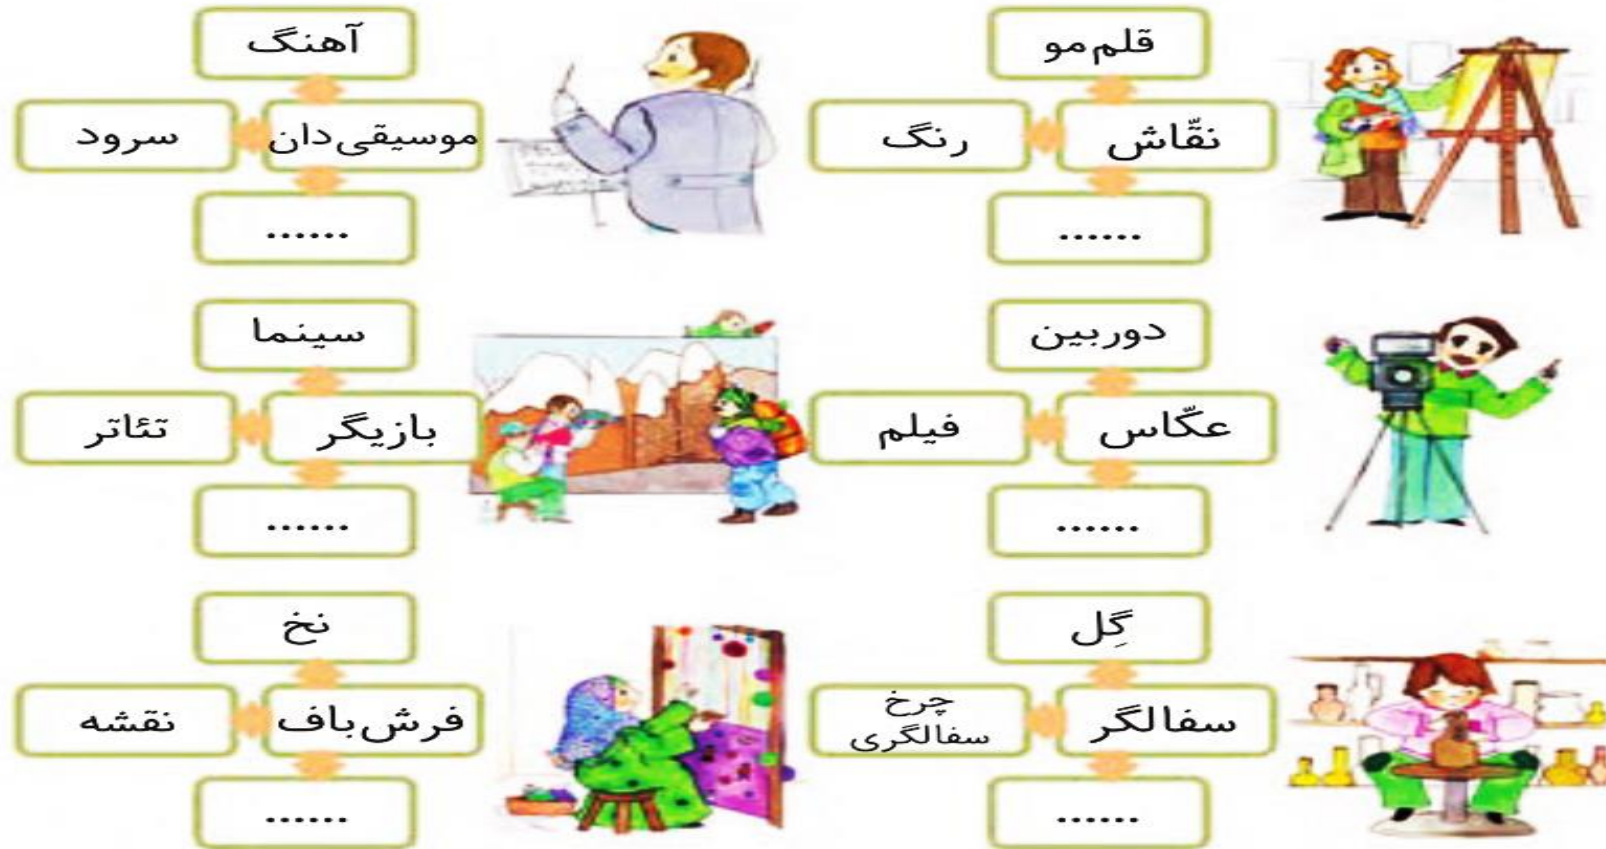 قلم‌مو
نقّاش
رنگ
......
آهنگ
موسیقی‌دان
سرود
......
دوربین
عکّاس
فیلم
......
سینما
بازیگر
تئاتر
......
گِل
سفالگر
چرخ
سفالگری
......
نخ
فرش‌باف
نقشه
......